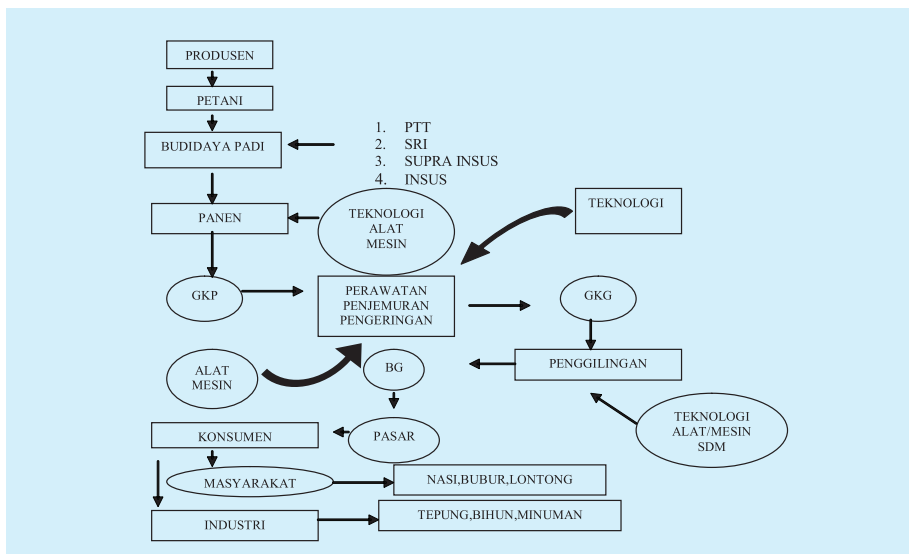 PRODUSEN
PETANI
BUDIDAYA PADI
1. PTT
2. SRI
3. SUPRA INSUS
4. INSUS
PANEN
TEKNOLOGI
ALAT
MESIN
TEKNOLOGI
GKP
PERAWATAN
PENJEMURAN
PENGERINGAN
GKG
ALAT
MESIN
BG
PENGGILINGAN
TEKNOLOGI
ALAT/MESIN
SDM
KONSUMEN
PASAR
MASYARAKAT
NASI,BUBUR,LONTONG
INDUSTRI
TEPUNG,BIHUN,MINUMAN